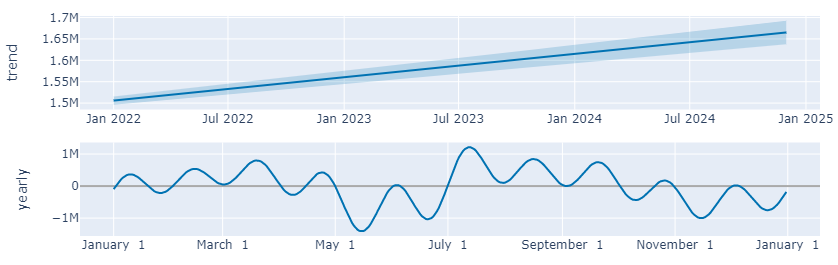 trend
1.7M
1.65M
1.6M
1.55M
1.5M
Jan 2022 Jul 2022 Jan 2023 Jul 2023 Jan 2024 Jul 2024 Jan 2025
yearly
1M
0
−1M
January 1 March 1 May 1 July 1 September 1 November 1 January 1